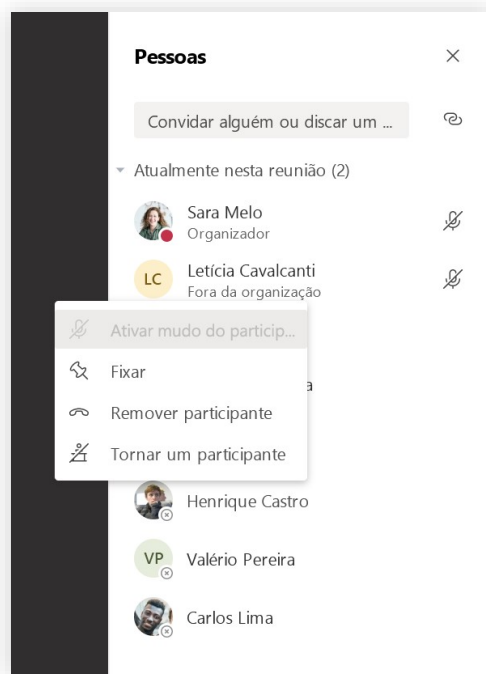 Pessoas
Convidar alguém ou discar um ...
Atualmente nesta reunião (2)
Sara Melo
Organizador
LC
Letícia Cavalcanti
Fora da organização
Ativar mudo do particip...
Fixar
a
Remover participante
Tornar um participante
Henrique Castro
VP
Valério Pereira
Carlos Lima